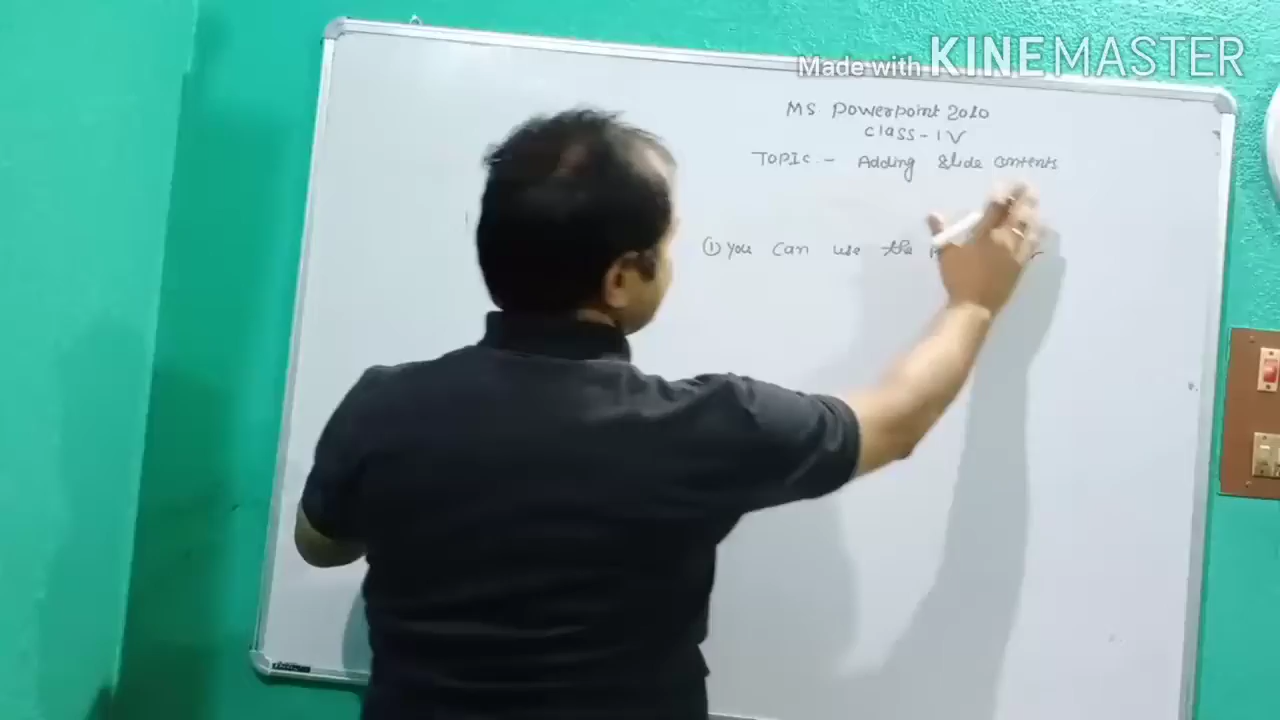 Made with KINEMASTER
MS Powerpoint 2010
Class - IV
TOPIC :- Adding Slide contents
① You can use the